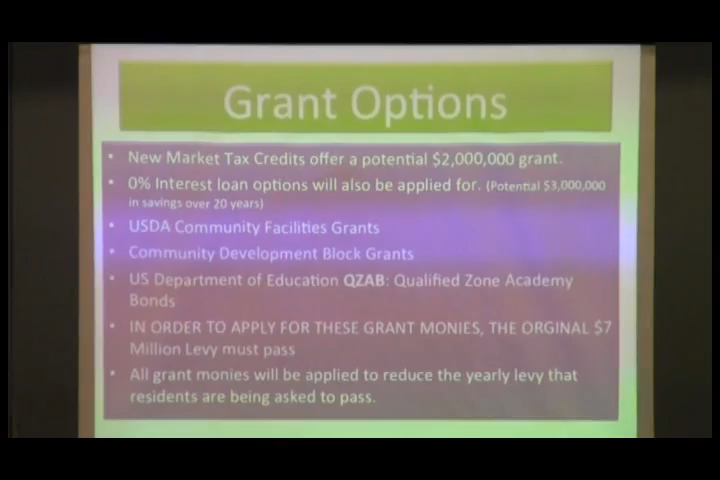 Grant Options
• New Market Tax Credits offer a potential $2,000,000 grant.
• 0% Interest loan options will also be applied for. (Potential $3,000,000
in savings over 20 years)
• USDA Community Facilities Grants
• Community Development Block Grants
• US Department of Education QZAB: Qualified Zone Academy
Bonds
• IN ORDER TO APPLY FOR THESE GRANT MONIES, THE ORGINAL $7
Million Levy must pass
• All grant monies will be applied to reduce the yearly levy that
residents are being asked to pass.